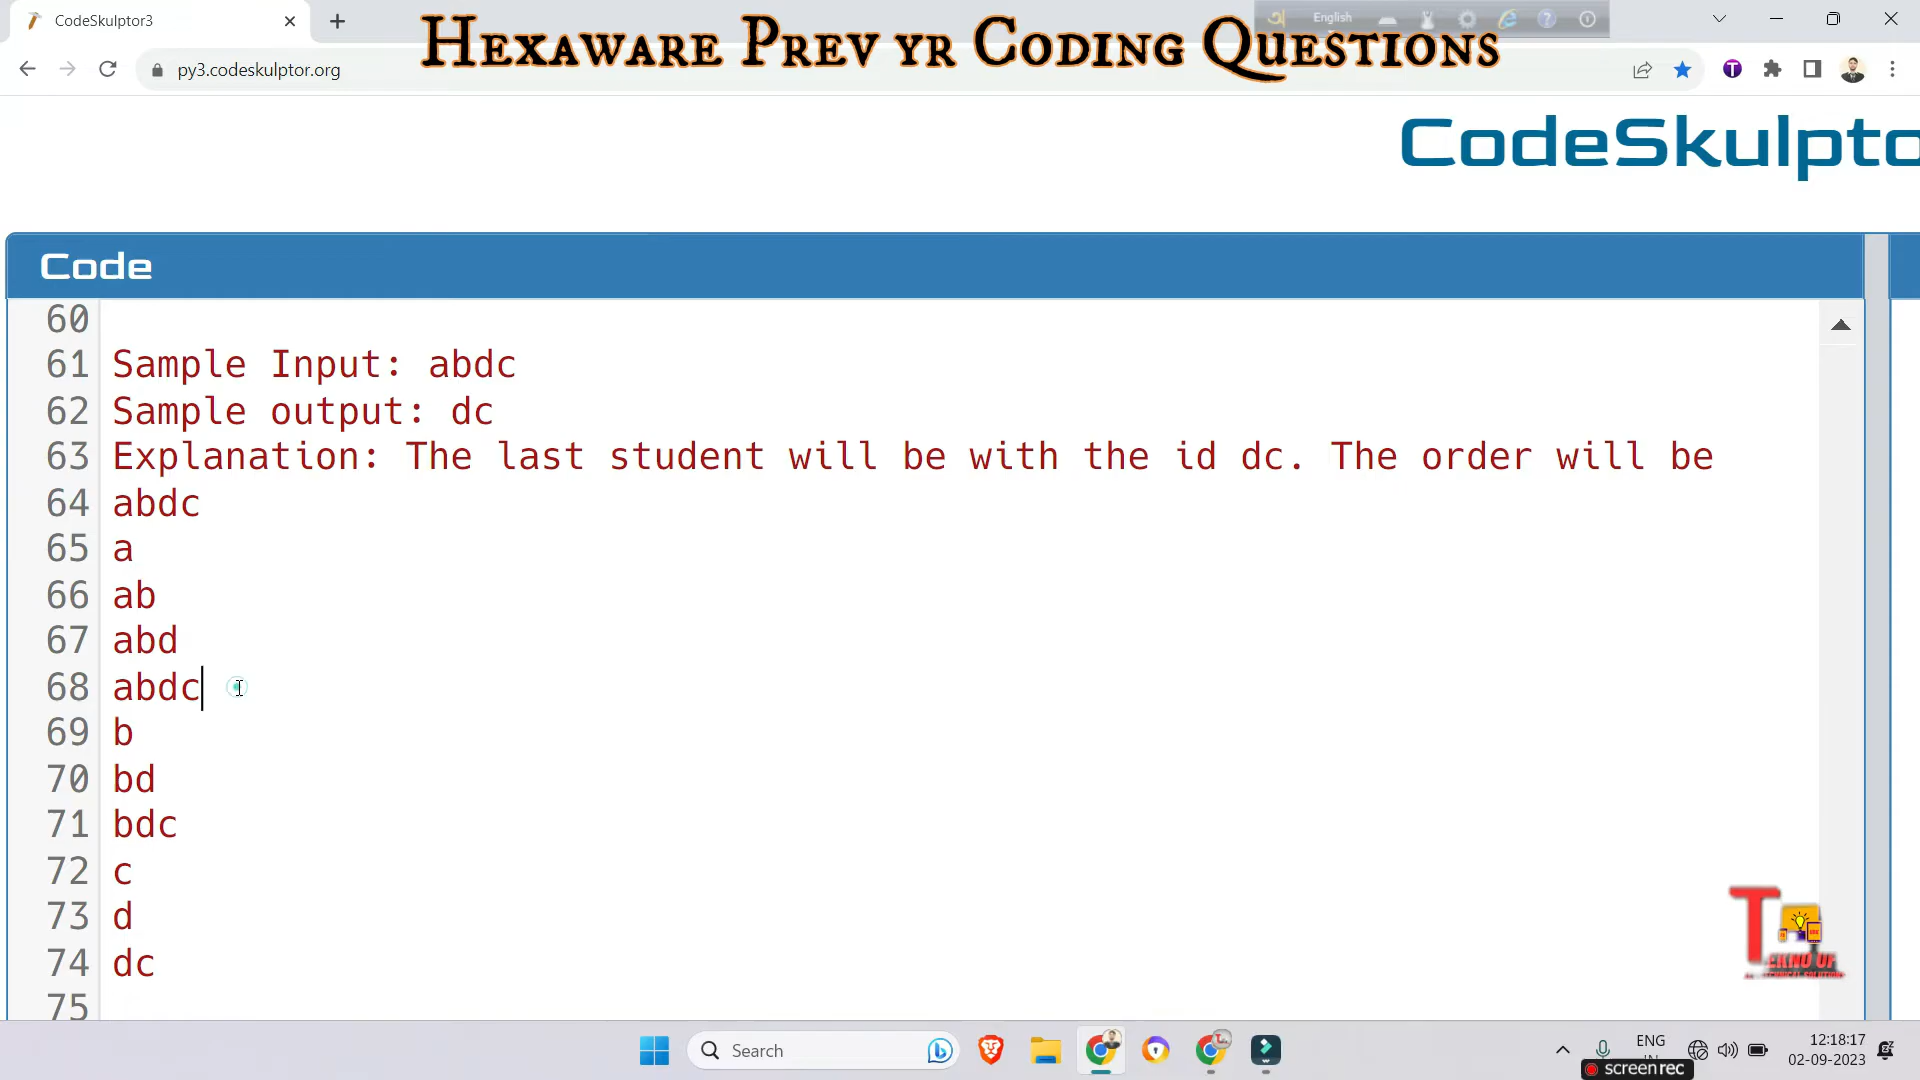 CodeSkulptor3
English
HEXAWARE PREV YR CODING QUESTIONS
py3.codeskulptor.org
CodeSkulpto
Code
60
61 Sample Input: abdc
62 Sample output: dc
63 Explanation: The last student will be with the id dc. The order will be
64 abdc
65 a
66 ab
67 abd
68 abdc
69 b
70 bd
71 bdc
72 c
73 d
74 dc
75
Search
ENG
12:18:17
02-09-2023
screenrec